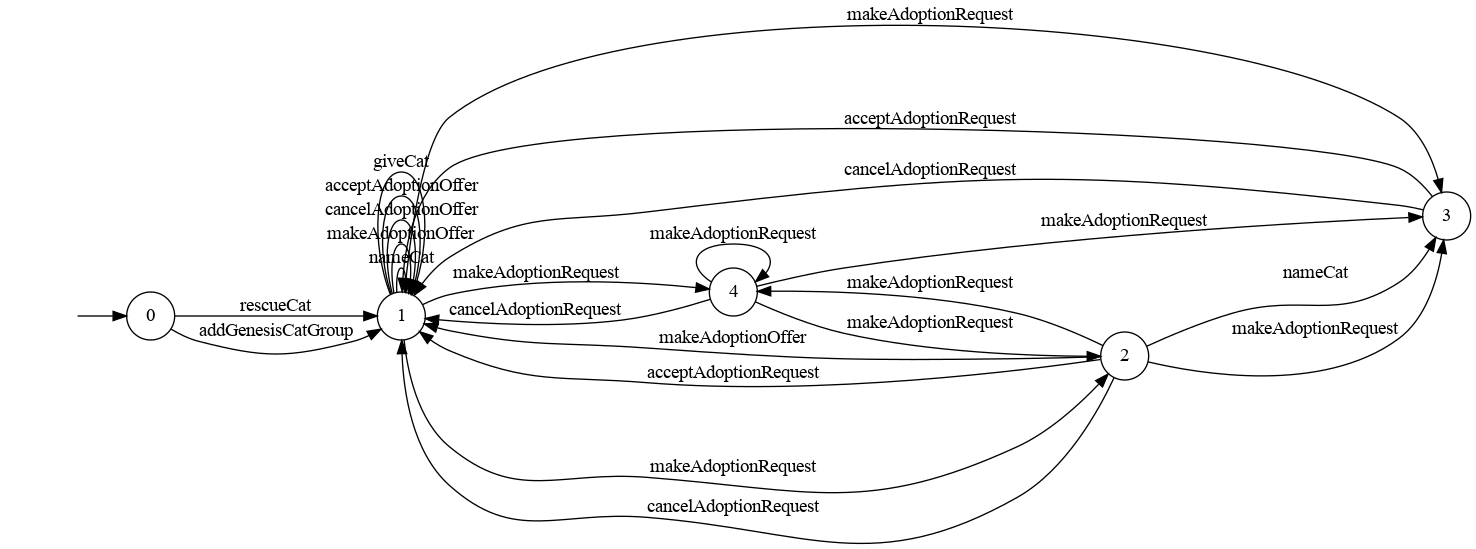 makeAdoptionRequest
acceptAdoptionRequest
giveCat
cancelAdoptionRequest
acceptAdoptionOffer
cancelAdoptionOffer
3
makeAdoptionRequest
makeAdoptionOffer
makeAdoptionRequest
nameCat
makeAdoptionRequest
nameCat
makeAdoptionRequest
4
rescueCat
cancelAdoptionRequest
0
1
makeAdoptionRequest
addGenesisCatGroup
makeAdoptionOffer
makeAdoptionRequest
2
acceptAdoptionRequest
makeAdoptionRequest
cancelAdoptionRequest